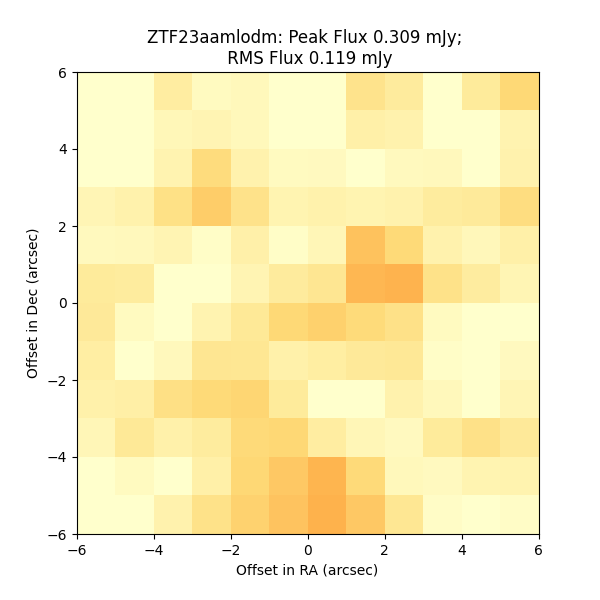 ZTF23aamlodm: Peak Flux 0.309 mJy;
RMS Flux 0.119 mJy
6
4
2
0
−2
−4
−6
Offset in Dec (arcsec)
−6 −4 −2 0 2 4 6
Offset in RA (arcsec)